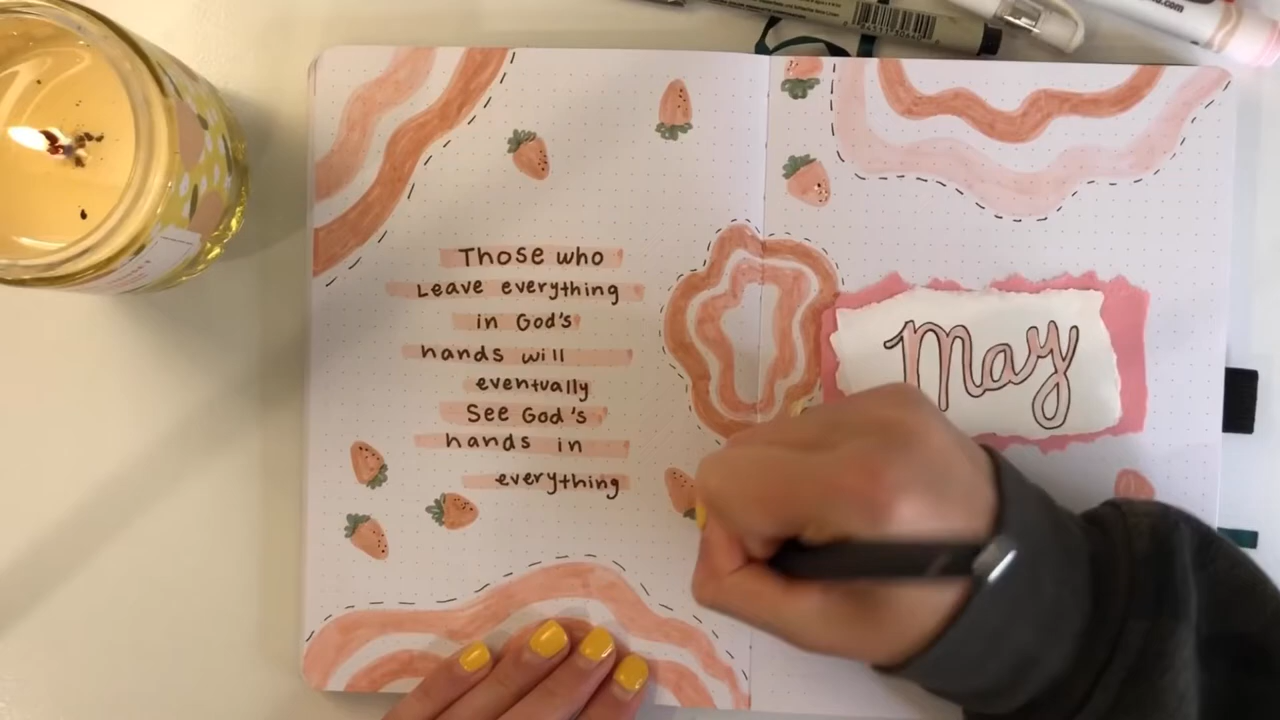 Those who
Leave everything
in God's
hands will
eventually
See God's
hands in
everything
May